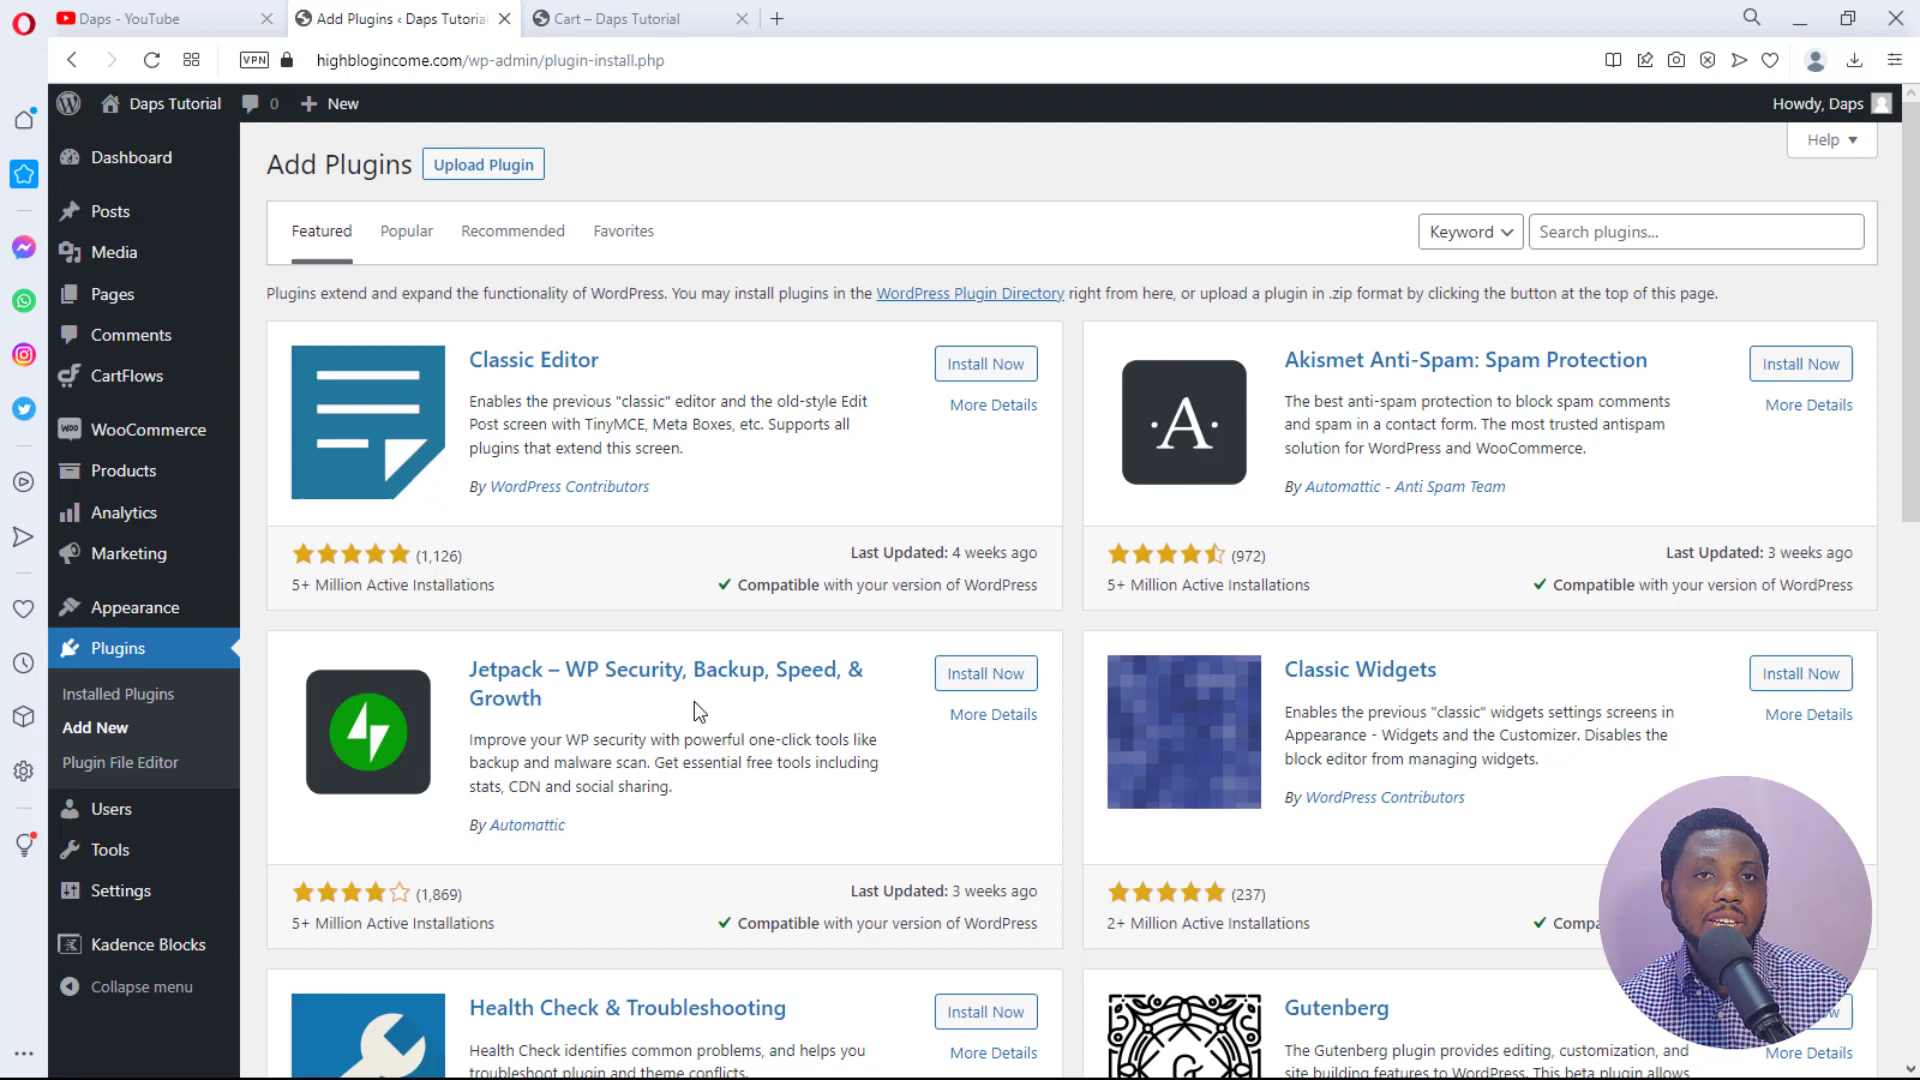 Daps - YouTube
Add Plugins ‹ Daps Tutorial
Cart – Daps Tutorial
VPN
highblogincome.com/wp-admin/plugin-install.php
Daps Tutorial
0
New
Howdy, Daps
Help
Dashboard
Posts
Media
Pages
Comments
CartFlows
WooCommerce
Products
Analytics
Marketing
Appearance
Plugins
Installed Plugins
Add New
Plugin File Editor
Users
Tools
Settings
Kadence Blocks
Collapse menu
Add Plugins
Upload Plugin
Featured
Popular
Recommended
Favorites
Keyword
Search plugins...
Plugins extend and expand the functionality of WordPress. You may install plugins in the WordPress Plugin Directory right from here, or upload a plugin in .zip format by clicking the button at the top of this page.
Classic Editor
Install Now
More Details
Enables the previous "classic" editor and the old-style Edit
Post screen with TinyMCE, Meta Boxes, etc. Supports all
plugins that extend this screen.
By WordPress Contributors
(1,126)
Last Updated: 4 weeks ago
5+ Million Active Installations
Compatible with your version of WordPress
A
Akismet Anti-Spam: Spam Protection
Install Now
More Details
The best anti-spam protection to block spam comments
and spam in a contact form. The most trusted antispam
solution for WordPress and WooCommerce.
By Automattic - Anti Spam Team
(972)
Last Updated: 3 weeks ago
5+ Million Active Installations
Compatible with your version of WordPress
Jetpack – WP Security, Backup, Speed, &
Growth
Install Now
More Details
Improve your WP security with powerful one-click tools like
backup and malware scan. Get essential free tools including
stats, CDN and social sharing.
By Automattic
(1,869)
Last Updated: 3 weeks ago
5+ Million Active Installations
Compatible with your version of WordPress
Classic Widgets
Install Now
More Details
Enables the previous "classic" widgets settings screens in
Appearance - Widgets and the Customizer. Disables the
block editor from managing widgets.
By WordPress Contributors
(237)
2+ Million Active Installations
Health Check & Troubleshooting
Install Now
More Details
Health Check identifies common problems, and helps you
troubleshoot plugin and theme conflicts.
Gutenberg
More Details
The Gutenberg plugin provides editing, customization, and
site building features to WordPress. This beta plugin allows